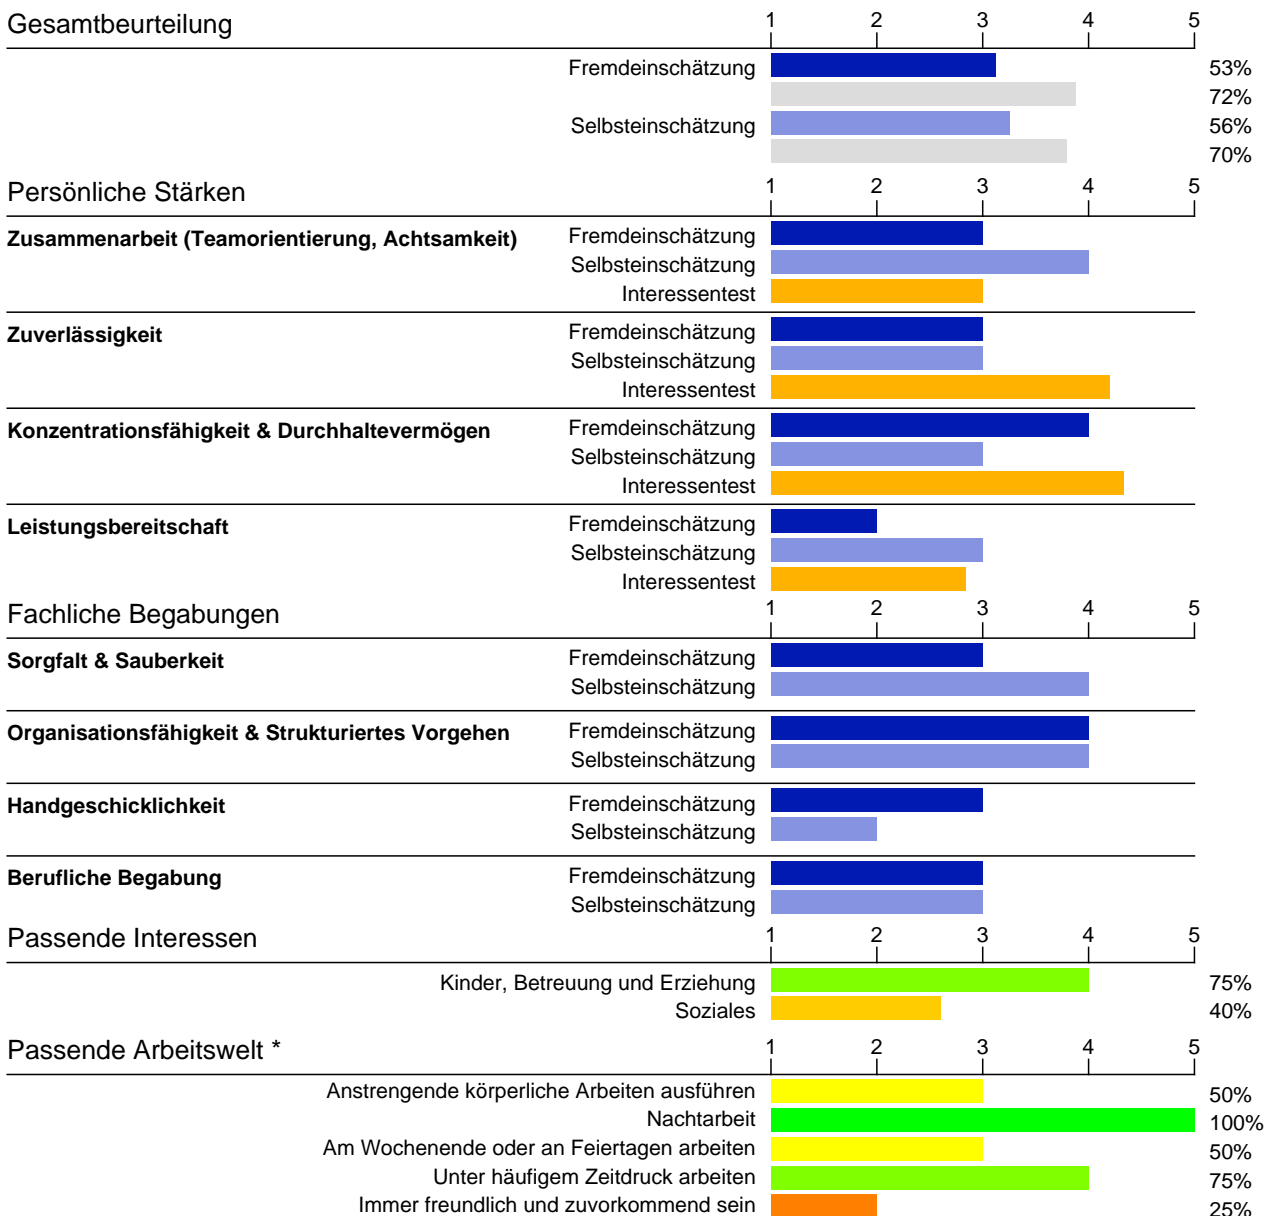 Gesamtbeurteilung 1 2 3 4 5
Fremdeinschätzung 53%
72%
Selbsteinschätzung 56%
70%
Persönliche Stärken 1 2 3 4 5
Zusammenarbeit (Teamorientierung, Achtsamkeit) Fremdeinschätzung
Selbsteinschätzung
Interessentest
Zuverlässigkeit Fremdeinschätzung
Selbsteinschätzung
Interessentest
Konzentrationsfähigkeit & Durchhaltevermögen Fremdeinschätzung
Selbsteinschätzung
Interessentest
Leistungsbereitschaft Fremdeinschätzung
Selbsteinschätzung
Interessentest
Fachliche Begabungen 1 2 3 4 5
Sorgfalt & Sauberkeit Fremdeinschätzung
Selbsteinschätzung
Organisationsfähigkeit & Strukturiertes Vorgehen Fremdeinschätzung
Selbsteinschätzung
Handgeschicklichkeit Fremdeinschätzung
Selbsteinschätzung
Berufliche Begabung Fremdeinschätzung
Selbsteinschätzung
Passende Interessen 1 2 3 4 5
Kinder, Betreuung und Erziehung 75%
Soziales 40%
Passende Arbeitswelt * 1 2 3 4 5
Anstrengende körperliche Arbeiten ausführen 50%
Nachtarbeit 100%
Am Wochenende oder an Feiertagen arbeiten 50%
Unter häufigem Zeitdruck arbeiten 75%
Immer freundlich und zuvorkommend sein 25%